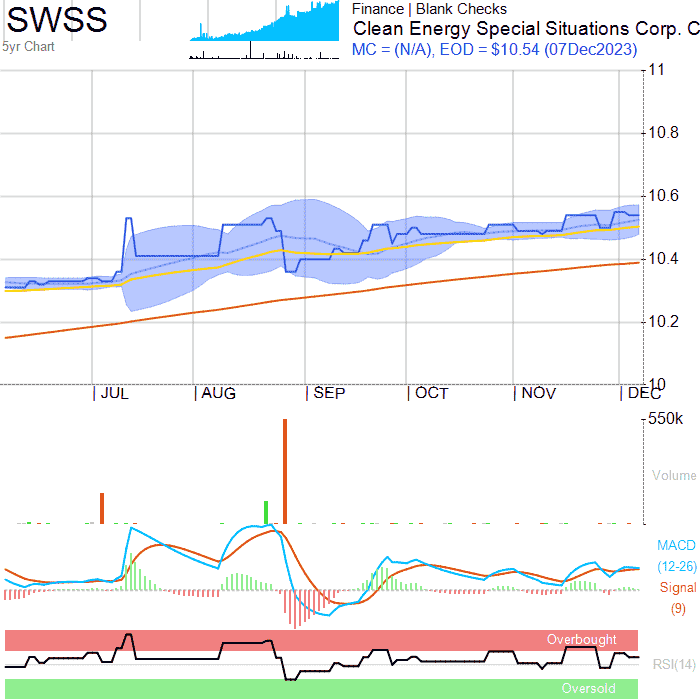 SWSS
5yr Chart
Finance | Blank Checks
Clean Energy Special Situations Corp. C
MC = (N/A), EOD = $10.54 (07Dec2023)
11
10.8
10.6
10.4
10.2
10
JUL AUG SEP OCT NOV DEC
550k
Volume
MACD
(12-26)
Signal
(9)
Overbought
RSI(14)
Oversold